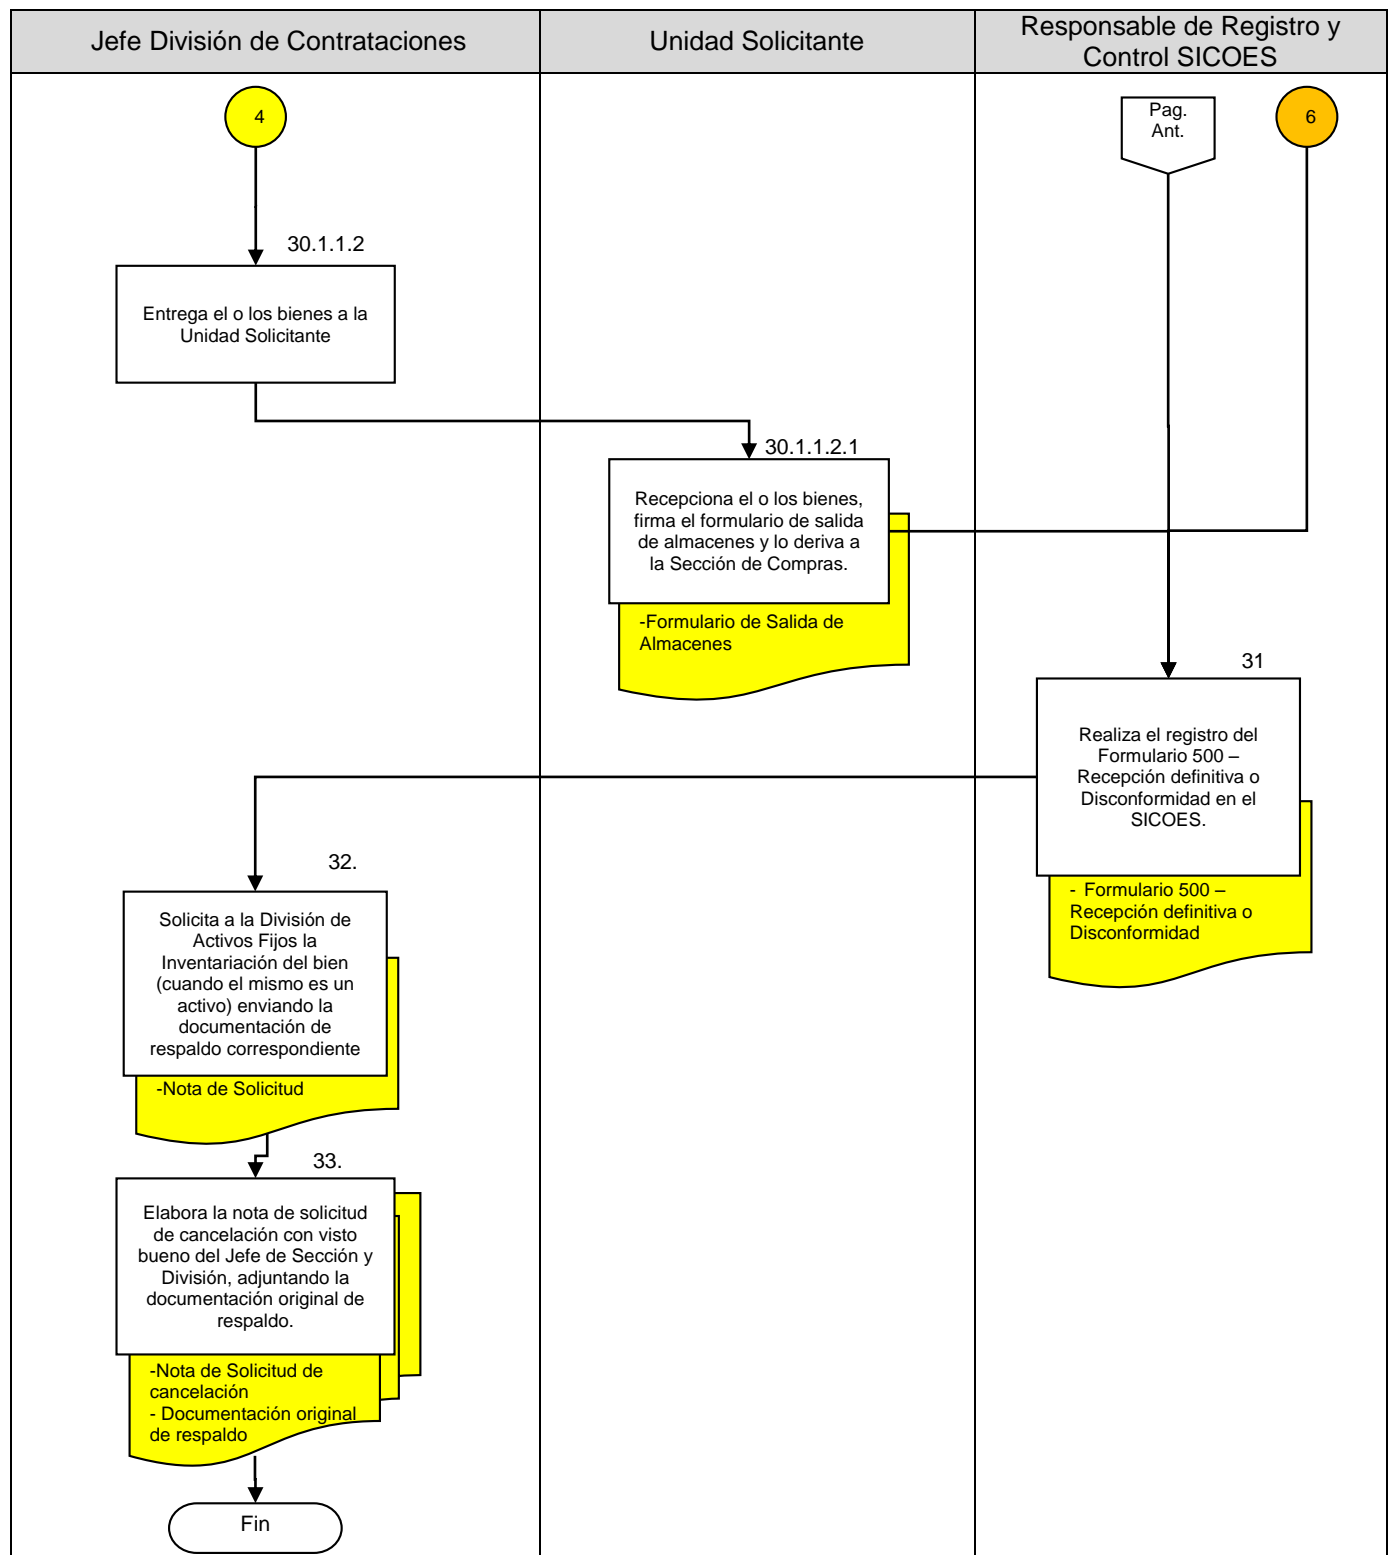 Jefe División de Contrataciones
Unidad Solicitante
Responsable de Registro y
Control SICOES
4
Pag.
Ant.
6
30.1.1.2
Entrega el o los bienes a la
Unidad Solicitante
30.1.1.2.1
Recepciona el o los bienes,
firma el formulario de salida
de almacenes y lo deriva a
la Sección de Compras.
-Formulario de Salida de
Almacenes
31
Realiza el registro del
Formulario 500 –
Recepción definitiva o
Disconformidad en el
SICOES.
- Formulario 500 –
Recepción definitiva o
Disconformidad
32.
Solicita a la División de
Activos Fijos la
Inventariación del bien
(cuando el mismo es un
activo) enviando la
documentación de
respaldo correspondiente
-Nota de Solicitud
33.
Elabora la nota de solicitud
de cancelación con visto
bueno del Jefe de Sección y
División, adjuntando la
documentación original de
respaldo.
-Nota de Solicitud de
cancelación
- Documentación original
de respaldo
Fin